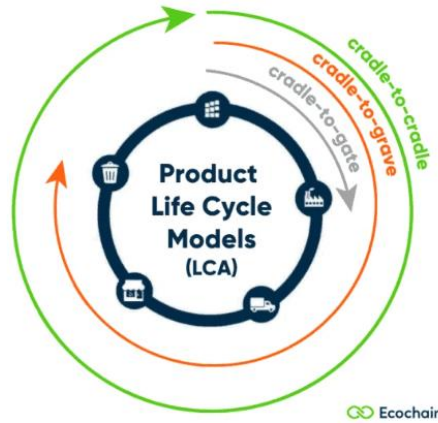 cradle-to-cradle
cradle-to-grave
cradle-to-gate
Product
Life Cycle
Models
(LCA)
Ecochain